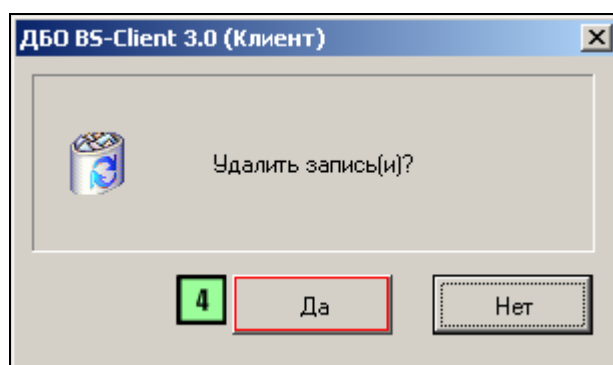 ДБО BS-Client 3.0 (Клиент)
Удалить запись(и)?
4 Да Нет